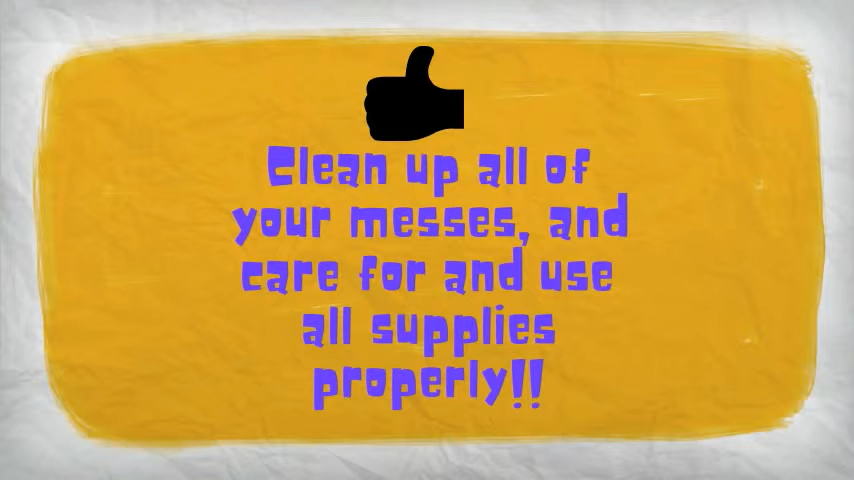 Clean up all of
your messes, and
care for and use
all supplies
properly!!